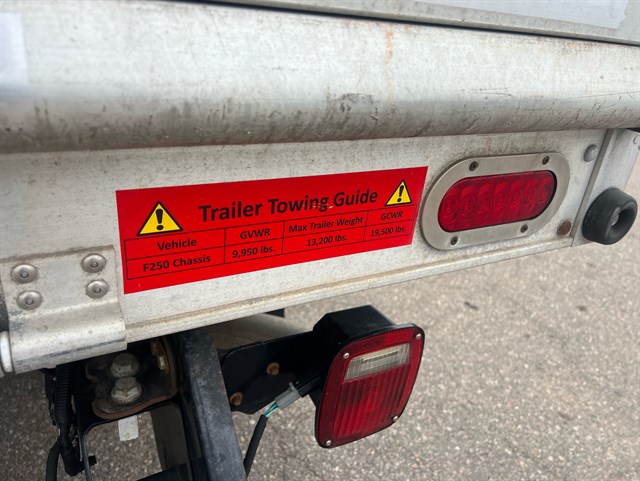 Trailer Towing Guide
Vehicle GVWR Max Trailer Weight GCWR
F250 Chassis 9,950 lbs. 13,200 lbs. 19,500 lbs.